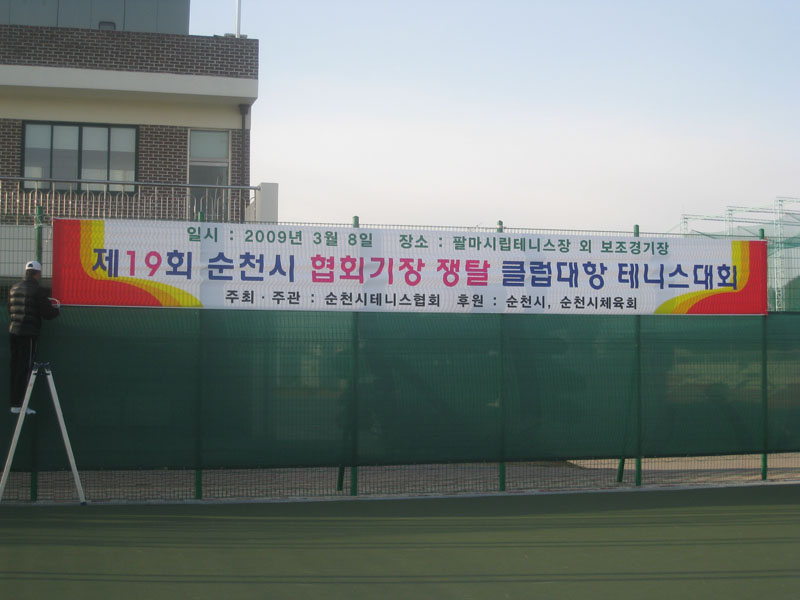 일시 : 2009년 3월 8일 장소 : 팔마시립테니스장 외 보조경기장
제19회 순천시 협회기장 쟁탈 클럽대항 테니스대회
주최 · 주관 : 순천시테니스협회 후원 : 순천시, 순천시체육회